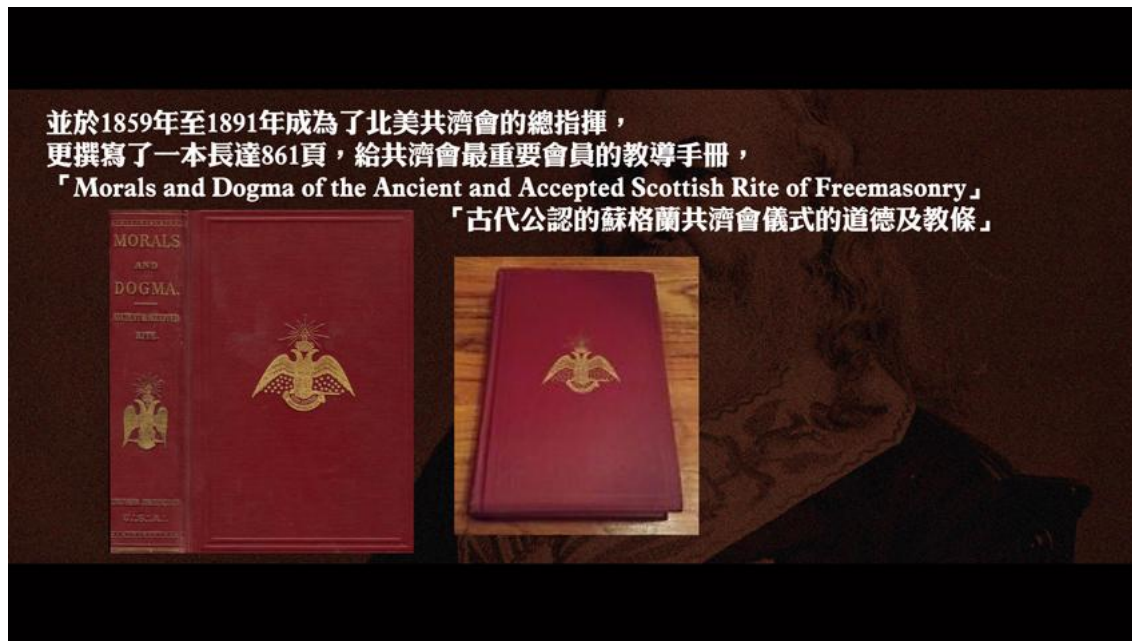 並於1859年至1891年成為了北美共濟會的總指揮，
更撰寫了一本長達861頁，給共濟會最重要會員的教導手冊，
「Morals and Dogma of the Ancient and Accepted Scottish Rite of Freemasonry」
「古代公認的蘇格蘭共濟會儀式的道德及教條」
MORALS
AND
DOGMA.
RITE.